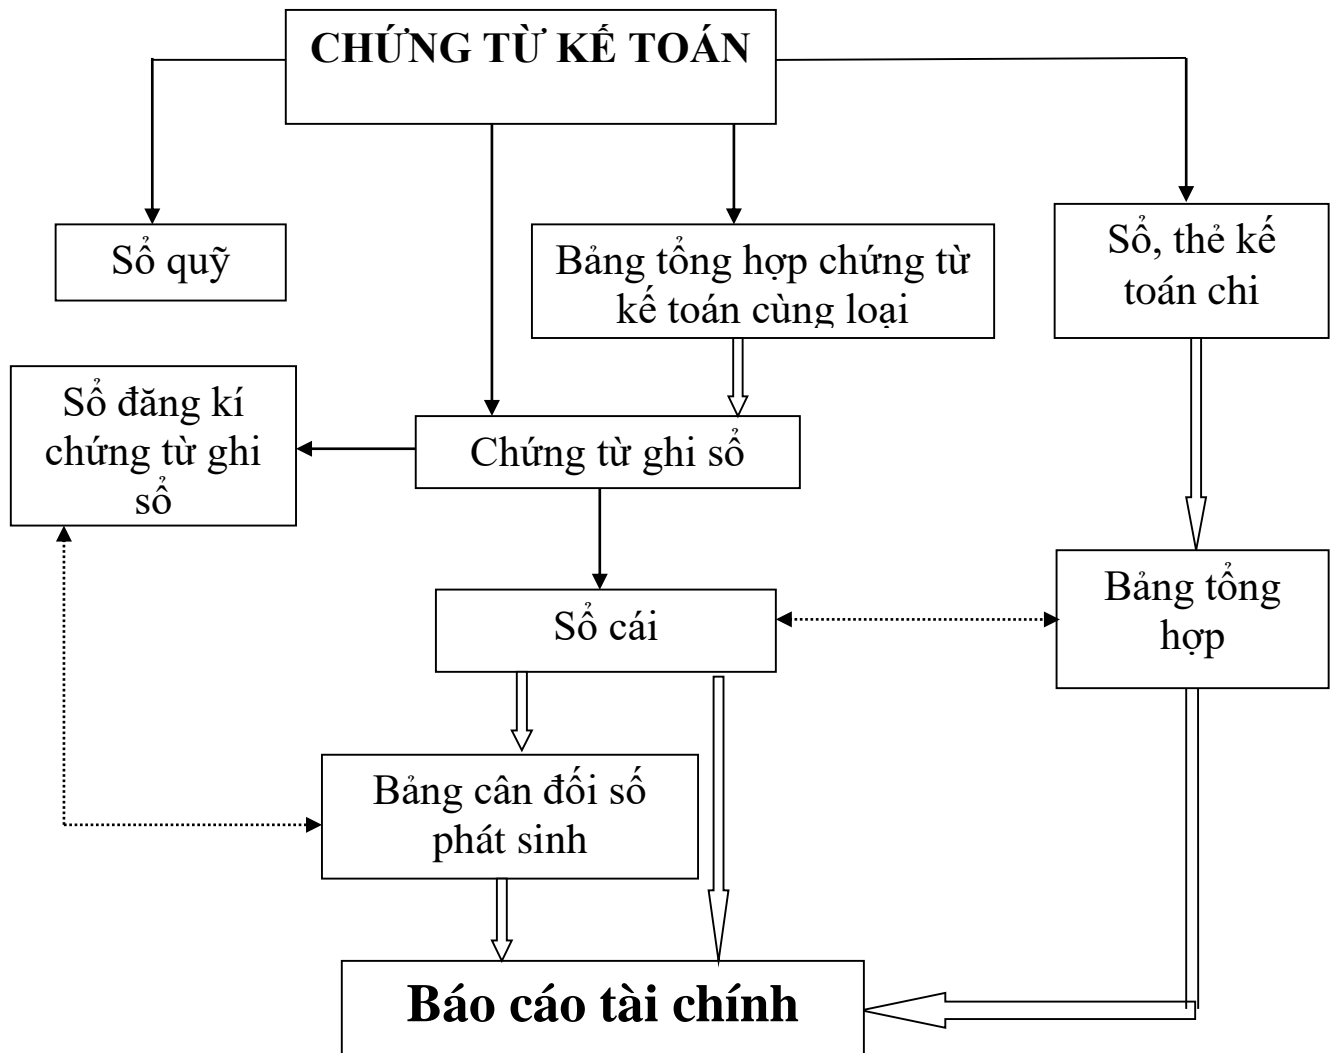 CHỨNG TỪ KẾ TOÁN
Sổ quỹ
Bảng tổng hợp chứng từ
kế toán cùng loại
Sổ, thẻ kế
toán chi
Sổ đăng kí
chứng từ ghi
sổ
Chứng từ ghi sổ
Sổ cái
Bảng tổng
hợp
Bảng cân đối số
phát sinh
Báo cáo tài chính